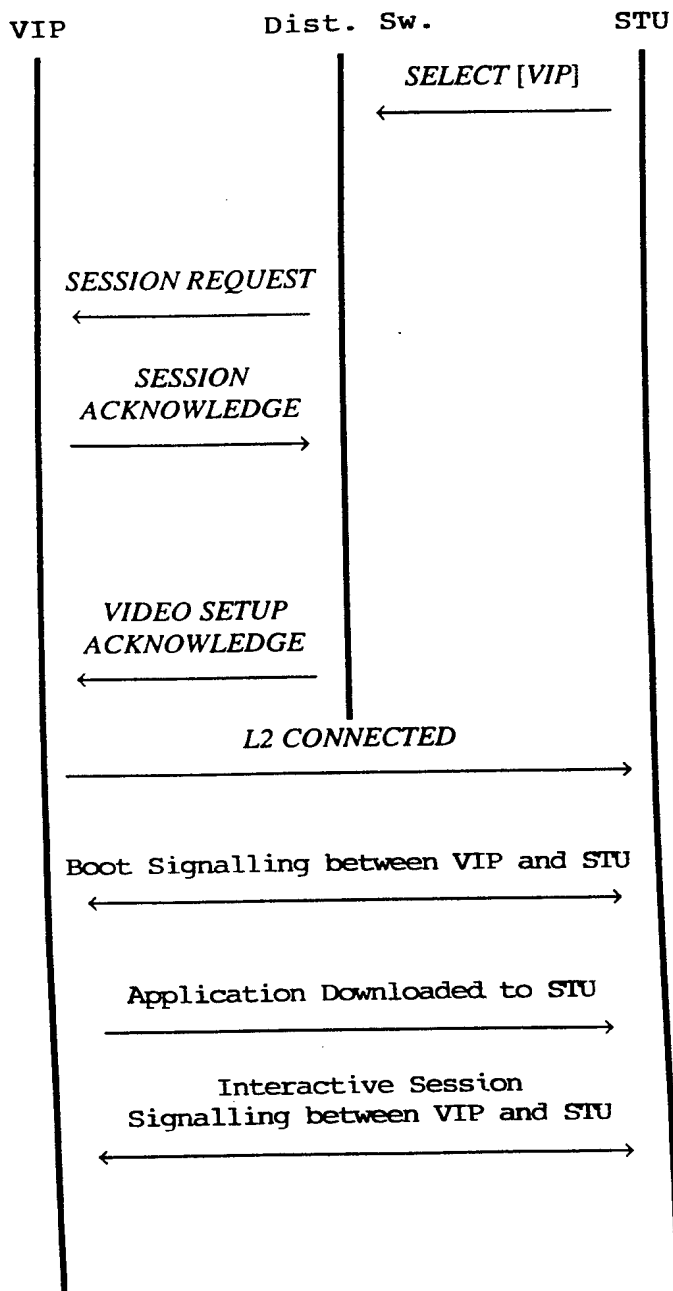 VIP Dist. Sw. STU
SELECT [VIP]
SESSION REQUEST
SESSION
ACKNOWLEDGE
VIDEO SETUP
ACKNOWLEDGE
L2 CONNECTED
Boot Signalling between VIP and STU
Application Downloaded to STU
Interactive Session
Signalling between VIP and STU